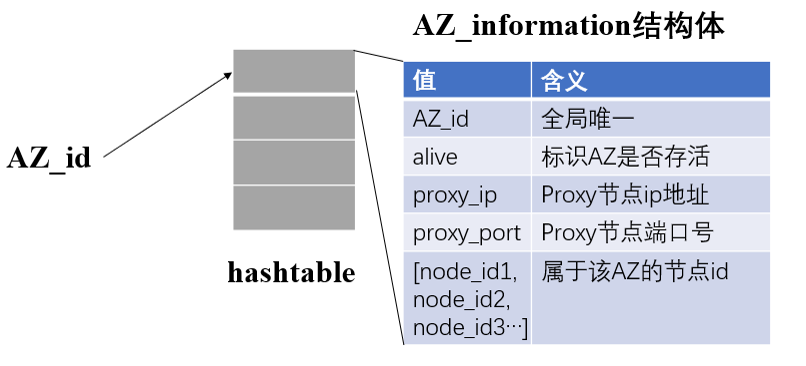 AZ_information结构体
值 含义
AZ_id 全局唯一
alive 标识AZ是否存活
proxy_ip Proxy节点ip地址
proxy_port Proxy节点端口号
[node_id1, 属于该AZ的节点id
node_id2,
node_id3…]
AZ_id
hashtable